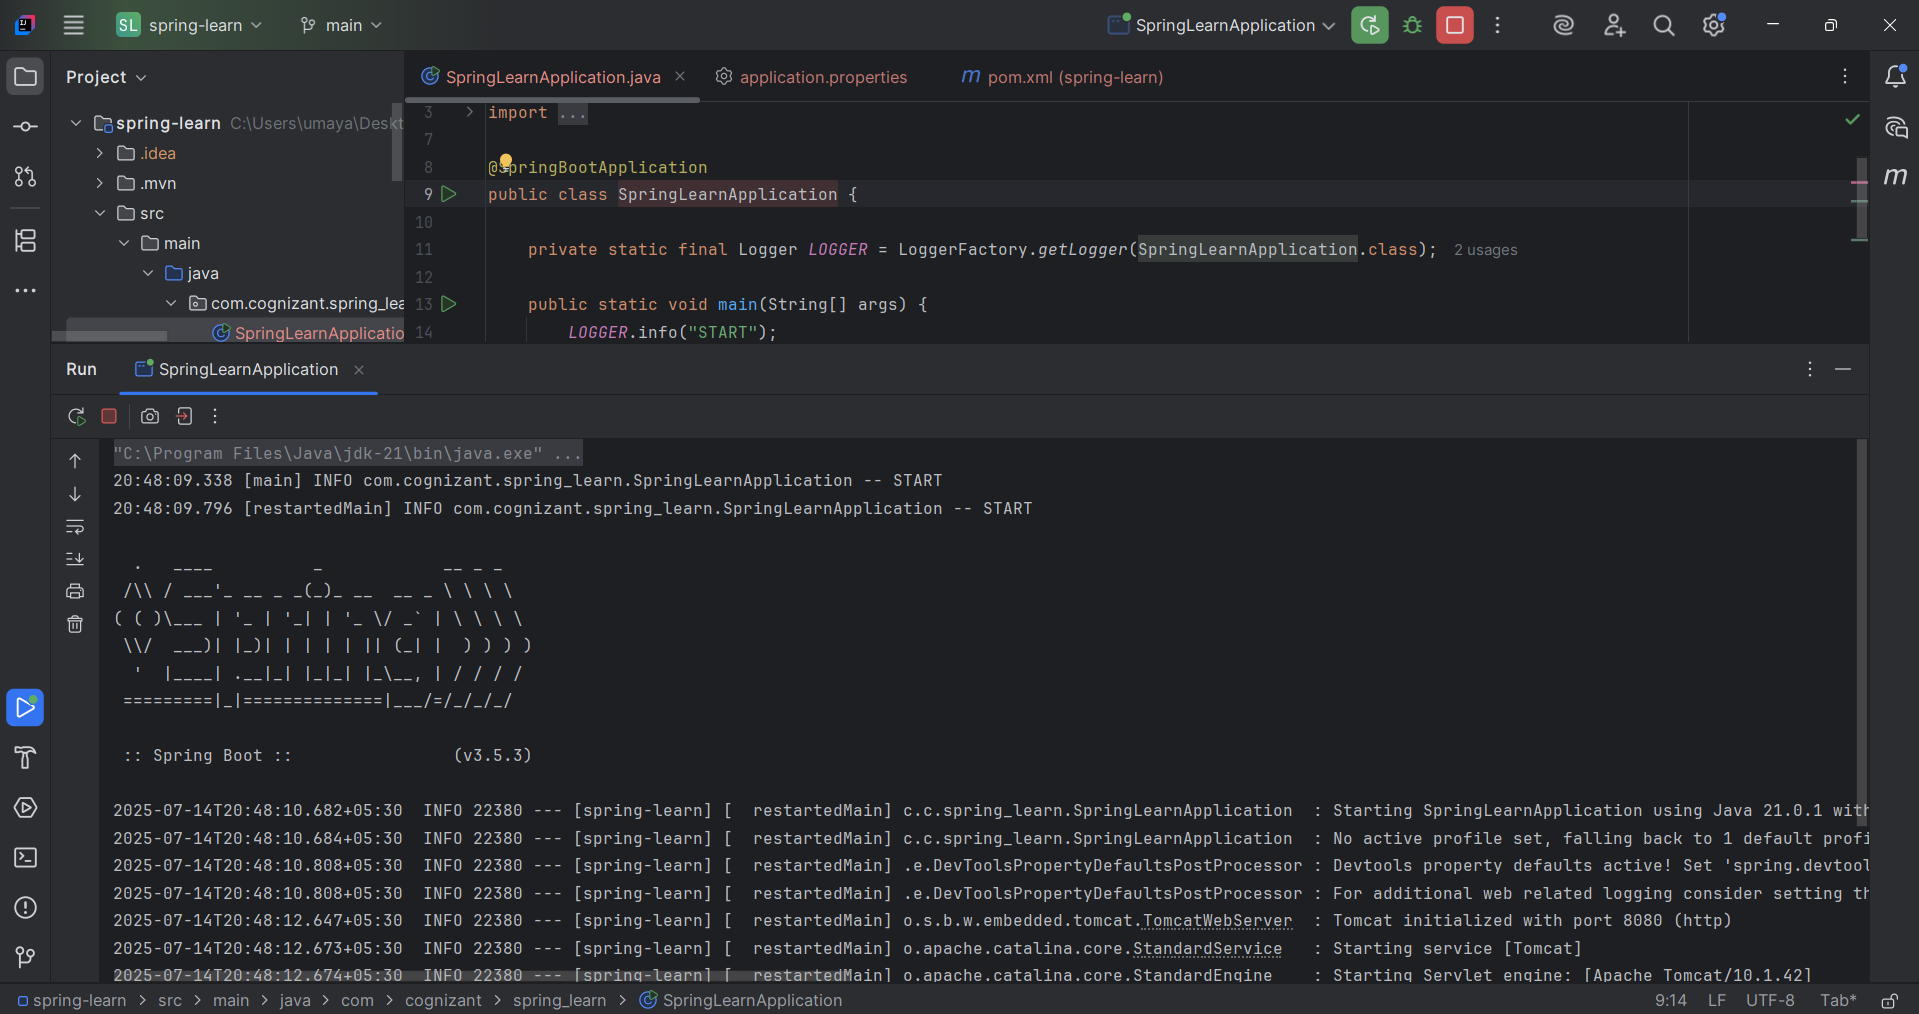 SL spring-learn main SpringLearnApplication
Project
SpringLearnApplication.java application.properties m pom.xml (spring-learn)
spring-learn C:\Users\umaya\Deskt
.idea
.mvn
src
main
java
com.cognizant.spring_lea
SpringLearnApplicatio
3 import ...
7
8 @SpringBootApplication
9 public class SpringLearnApplication {
10
11 private static final Logger LOGGER = LoggerFactory.getLogger(SpringLearnApplication.class); 2 usages
12
13 public static void main(String[] args) {
14 LOGGER.info("START");
m
Run SpringLearnApplication
"C:\Program Files\Java\jdk-21\bin\java.exe" ...
20:48:09.338 [main] INFO com.cognizant.spring_learn.SpringLearnApplication -- START
20:48:09.796 [restartedMain] INFO com.cognizant.spring_learn.SpringLearnApplication -- START
  .   ____          _            __ _ _
 /\\ / ___'_ __ _ _(_)_ __  __ _ \ \ \ \
( ( )\___ | '_ | '_| | '_ \/ _` | \ \ \ \
 \\/  ___)| |_)| | | | | || (_| |  ) ) ) )
  '  |____| .__|_| |_|_| |_\__, | / / / /
 =========|_|==============|___/=/_/_/_/
 :: Spring Boot ::                (v3.5.3)
2025-07-14T20:48:10.682+05:30  INFO 22380 --- [spring-learn] [  restartedMain] c.c.spring_learn.SpringLearnApplication  : Starting SpringLearnApplication using Java 21.0.1 with
2025-07-14T20:48:10.684+05:30  INFO 22380 --- [spring-learn] [  restartedMain] c.c.spring_learn.SpringLearnApplication  : No active profile set, falling back to 1 default profi
2025-07-14T20:48:10.808+05:30  INFO 22380 --- [spring-learn] [  restartedMain] .e.DevToolsPropertyDefaultsPostProcessor : Devtools property defaults active! Set 'spring.devtool
2025-07-14T20:48:10.808+05:30  INFO 22380 --- [spring-learn] [  restartedMain] .e.DevToolsPropertyDefaultsPostProcessor : For additional web related logging consider setting th
2025-07-14T20:48:12.647+05:30  INFO 22380 --- [spring-learn] [  restartedMain] o.s.b.w.embedded.tomcat.TomcatWebServer  : Tomcat initialized with port 8080 (http)
2025-07-14T20:48:12.673+05:30  INFO 22380 --- [spring-learn] [  restartedMain] o.apache.catalina.core.StandardService   : Starting service [Tomcat]
2025-07-14T20:48:12.674+05:30  INFO 22380 --- [spring-learn] [  restartedMain] o.apache.catalina.core.StandardEngine    : Starting Servlet engine: [Apache Tomcat/10.1.42]
spring-learn > src > main > java > com > cognizant > spring_learn > SpringLearnApplication 9:14 LF UTF-8 Tab*